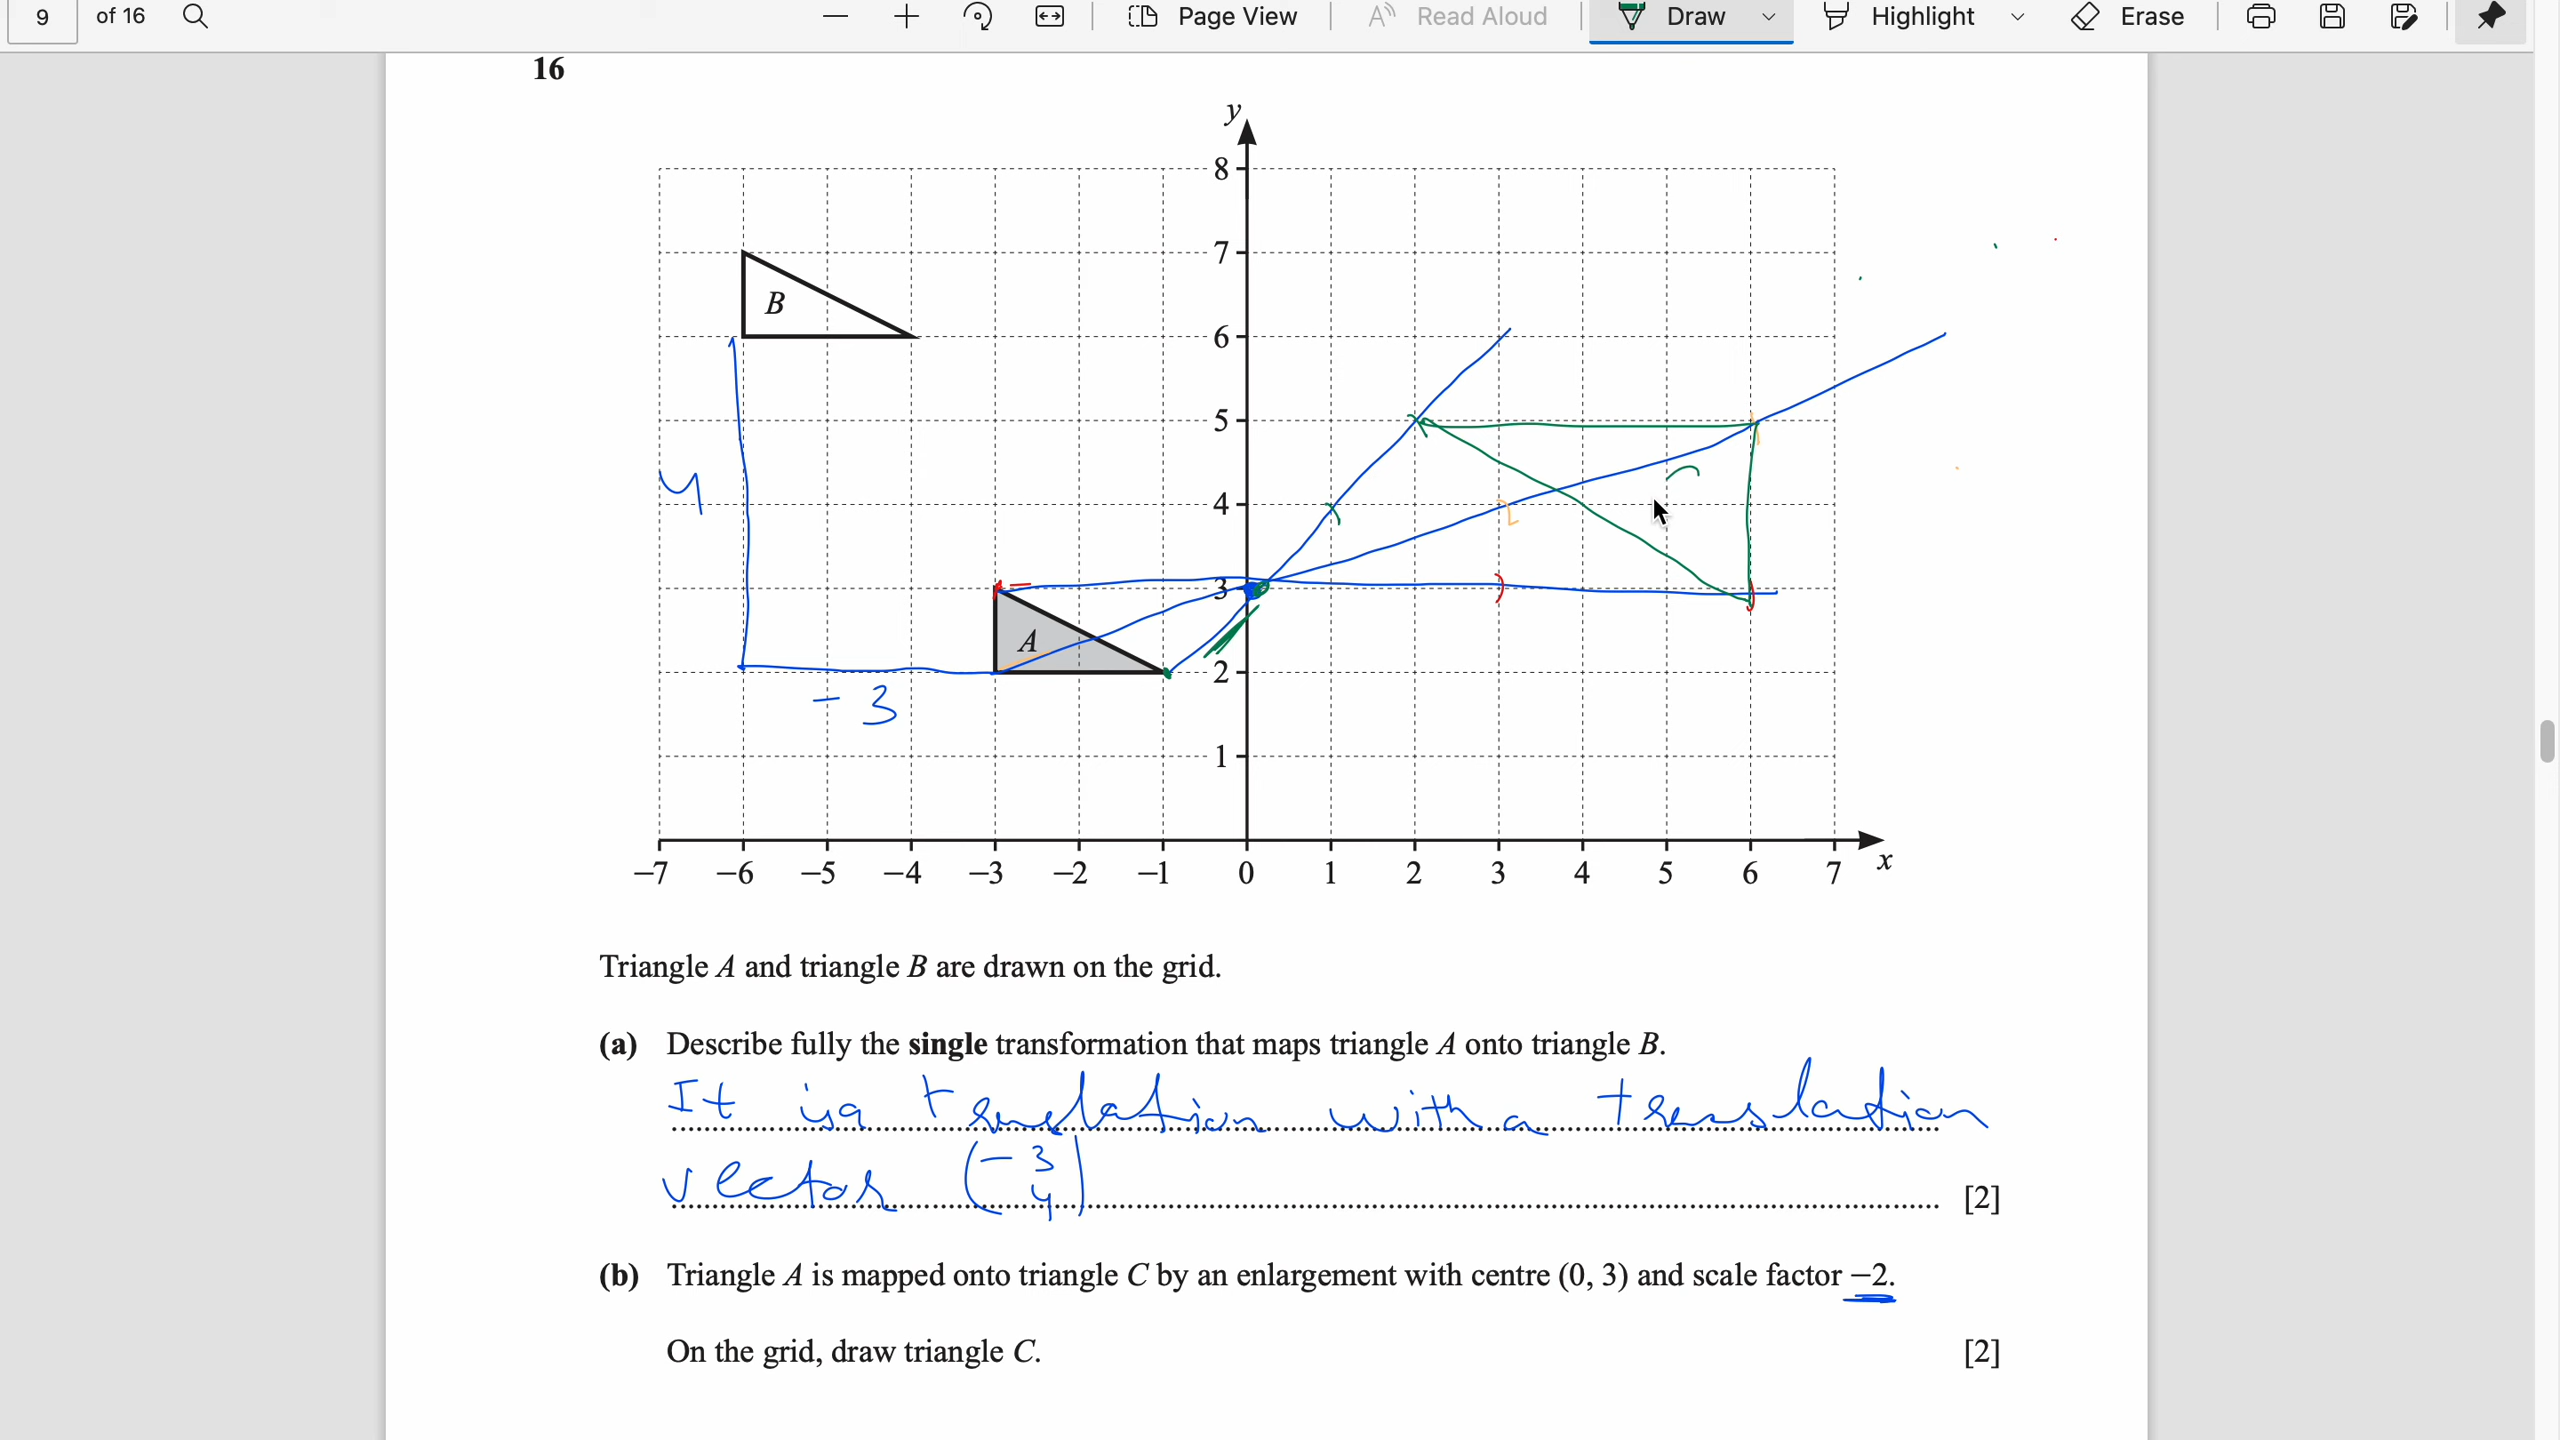 9 of 16 Page View Read Aloud Draw Highlight Erase
16
y
8
7
B
6
5
4
4
3
A
2
- 3
1
−7 −6 −5 −4 −3 −2 −1 0 1 2 3 4 5 6 7 x
Triangle A and triangle B are drawn on the grid.
(a) Describe fully the single transformation that maps triangle A onto triangle B.
It is a translation with a translation
vector (-3 4) [2]
(b) Triangle A is mapped onto triangle C by an enlargement with centre (0, 3) and scale factor −2.
On the grid, draw triangle C. [2]